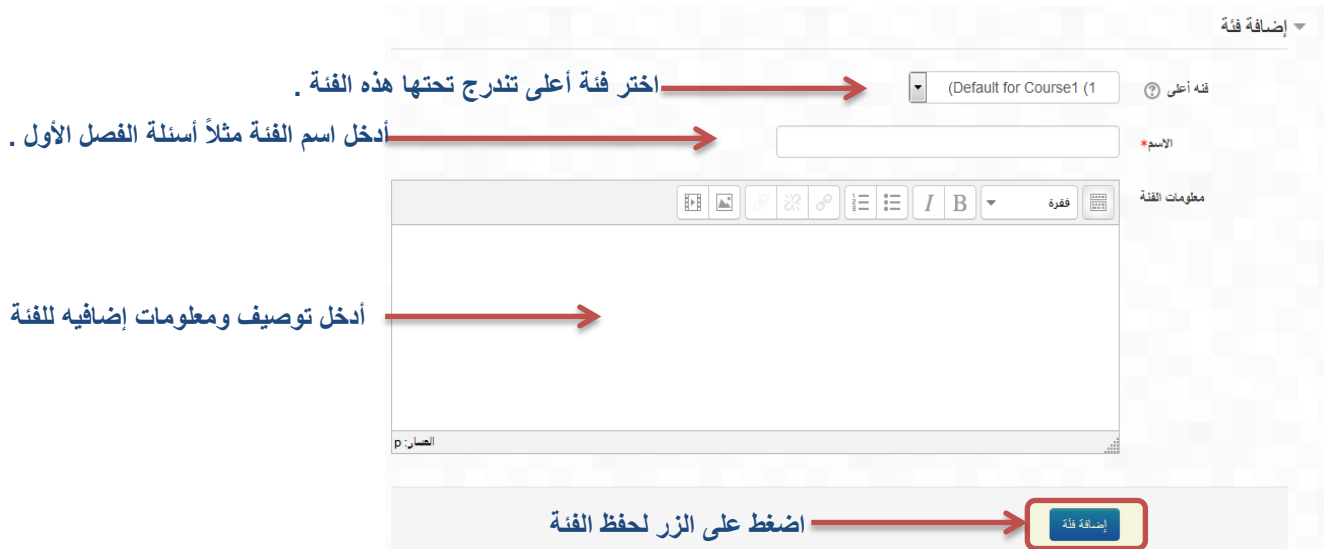 إضافة فئة
فئه أعلى
(Default for Course1 (1
اختر فئة أعلى تندرج تحتها هذه الفئة .
الاسم*
أدخل اسم الفئة مثلاً أسئلة الفصل الأول .
معلومات الفئة
فقرة
أدخل توصيف ومعلومات إضافيه للفئة
المسار: p
إضافة فئة
اضغط على الزر لحفظ الفئة